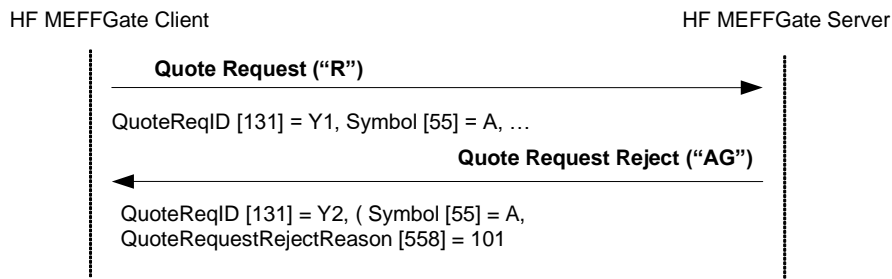 HF MEFFGate Client
HF MEFFGate Server
Quote Request (“R”)
QuoteReqID [131] = Y1, Symbol [55] = A, …
Quote Request Reject (“AG”)
QuoteReqID [131] = Y2, ( Symbol [55] = A,
QuoteRequestRejectReason [558] = 101